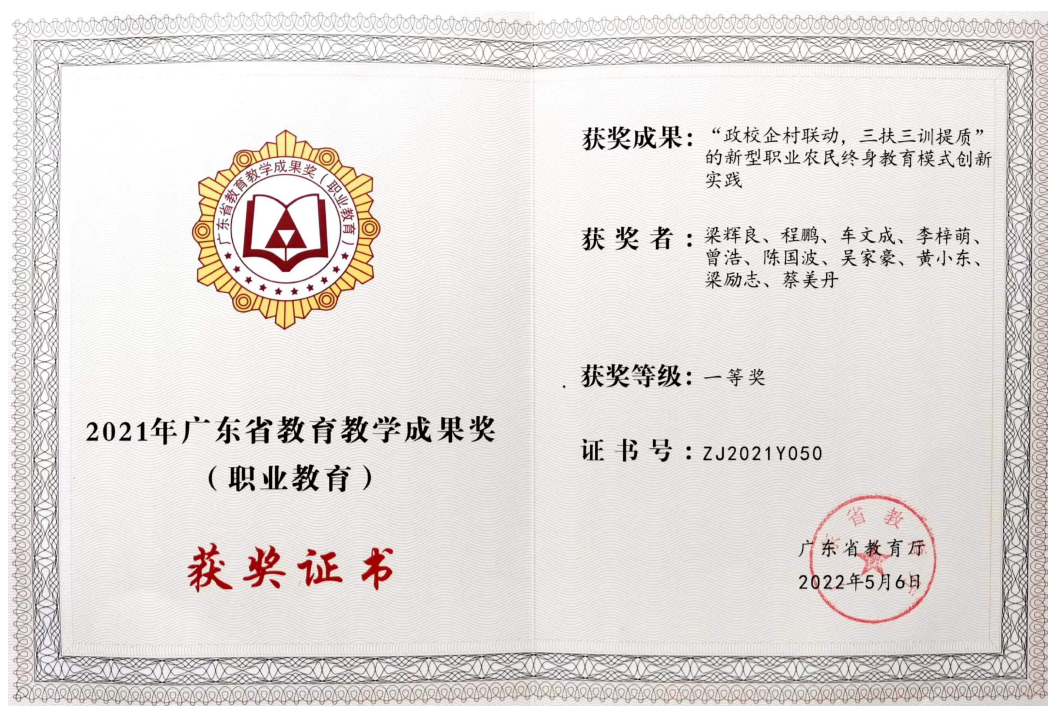 广东省教育教学成果奖（职业教育）
2021年广东省教育教学成果奖
（职业教育）
获奖证书
获奖成果：“政校企村联动，三扶三训提质”
的新型职业农民终身教育模式创新
实践
获奖者：梁辉良、程鹏、车文成、李梓萌、
曾浩、陈国波、吴家豪、黄小东、
梁励志、蔡美丹
获奖等级：一等奖
证书号：ZJ2021Y050
广东省教育厅
2022年5月6日